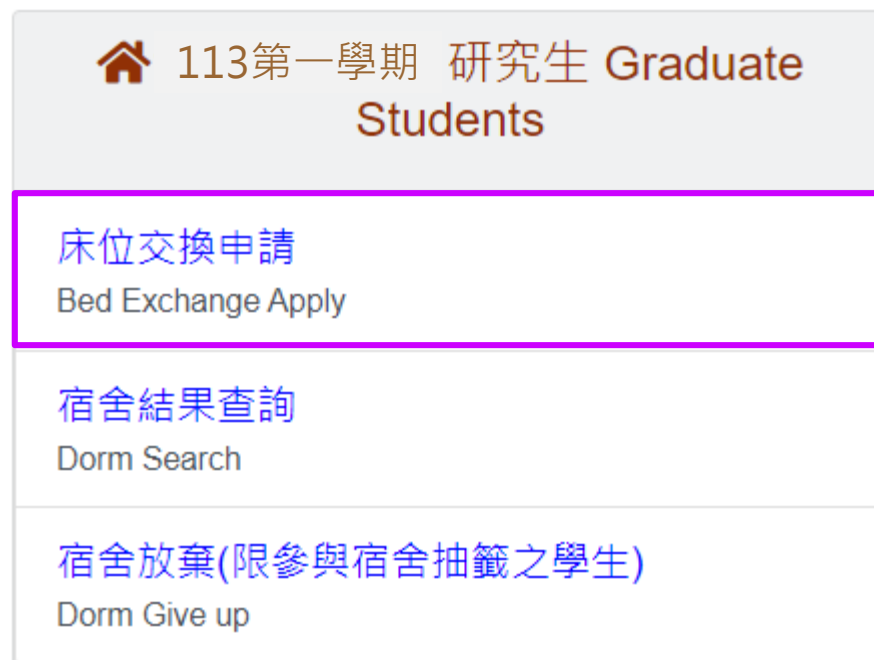 113第一學期 研究生 Graduate
Students
床位交換申請
Bed Exchange Apply
宿舍結果查詢
Dorm Search
宿舍放棄(限參與宿舍抽籤之學生)
Dorm Give up